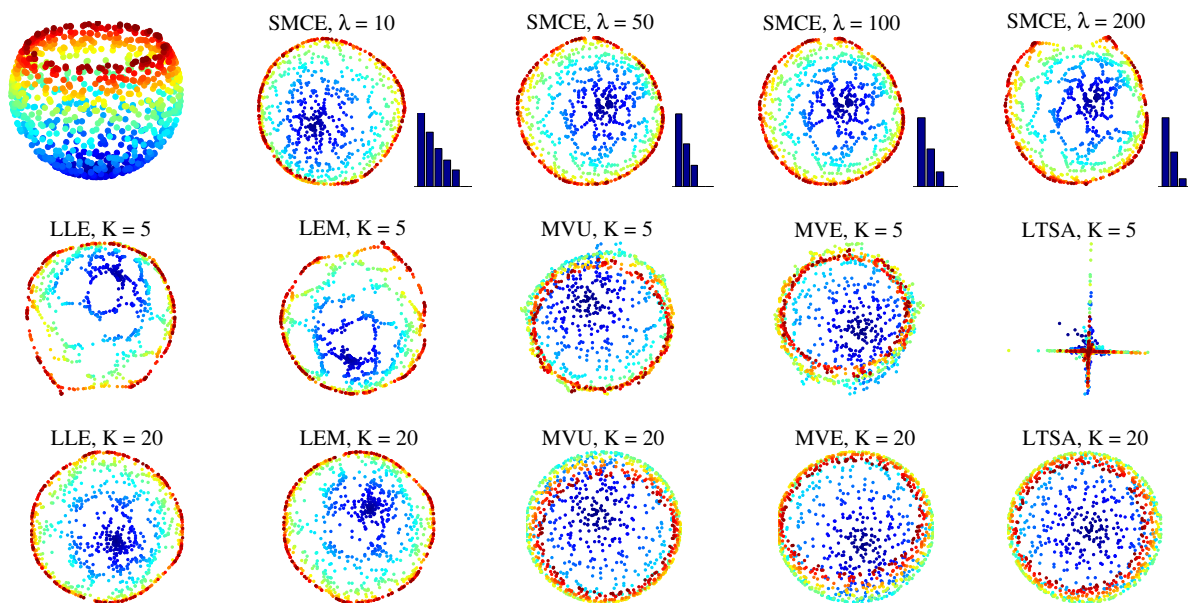 SMCE, λ = 10
SMCE, λ = 50
SMCE, λ = 100
SMCE, λ = 200
LLE, K = 5
LEM, K = 5
MVU, K = 5
MVE, K = 5
LTSA, K = 5
LLE, K = 20
LEM, K = 20
MVU, K = 20
MVE, K = 20
LTSA, K = 20